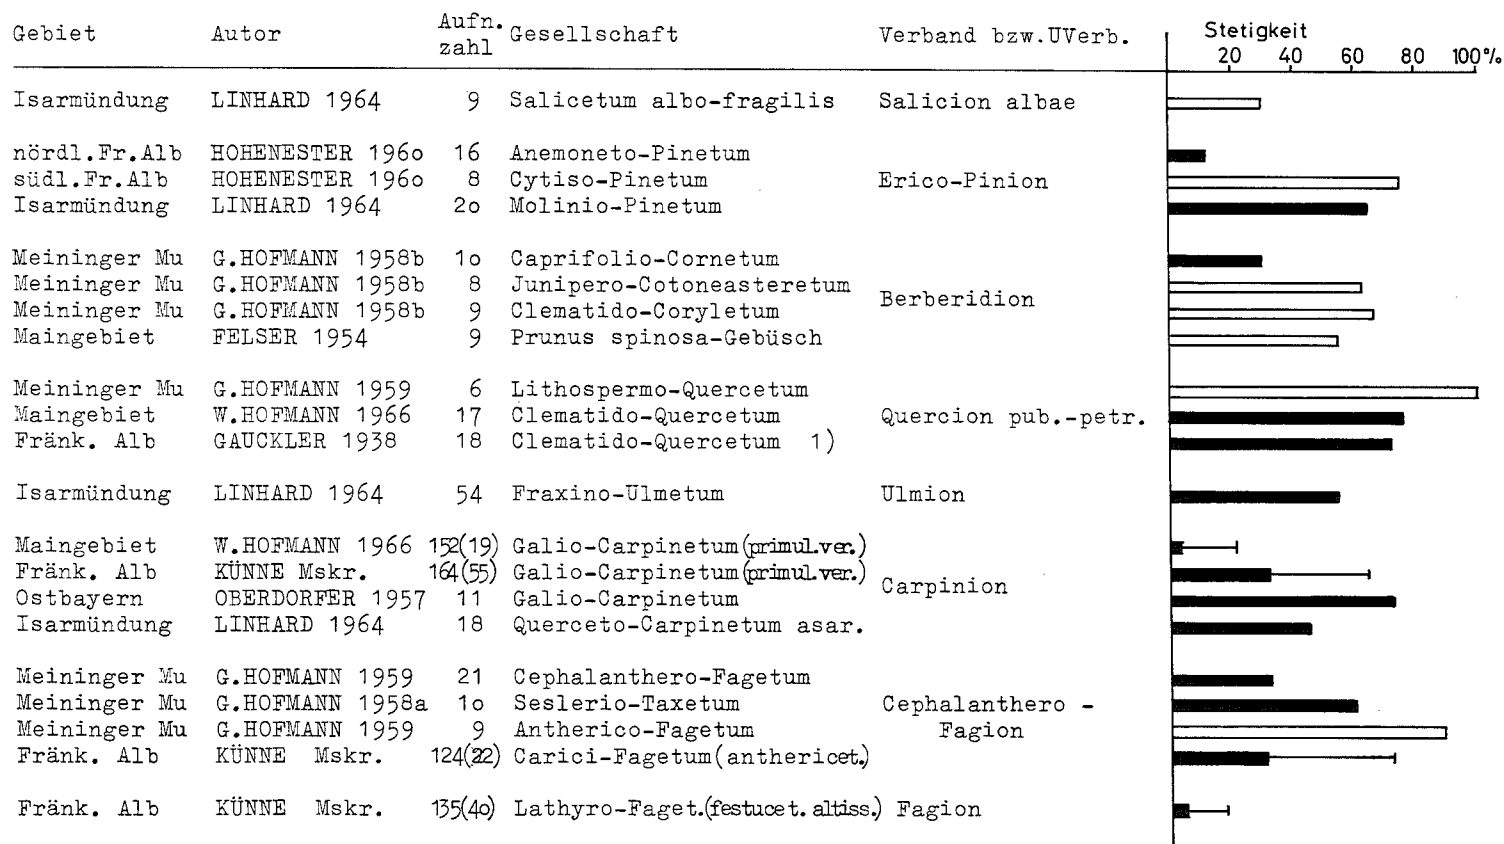 Gebiet Autor Aufn. zahl Gesellschaft Verband bzw.UVerb. Stetigkeit
20 40 60 80 100%
Isarmündung LINHARD 1964 9 Salicetum albo-fragilis Salicion albae
nördl.Fr.Alb HOHENESTER 196o 16 Anemoneto-Pinetum
südl.Fr.Alb HOHENESTER 196o 8 Cytiso-Pinetum Erico-Pinion
Isarmündung LINHARD 1964 2o Molinio-Pinetum
Meininger Mu G.HOFMANN 1958b 1o Caprifolio-Cornetum
Meininger Mu G.HOFMANN 1958b 8 Junipero-Cotoneasteretum
Berberidion
Meininger Mu G.HOFMANN 1958b 9 Clematido-Coryletum
Maingebiet FELSER 1954 9 Prunus spinosa-Gebüsch
Meininger Mu G.HOFMANN 1959 6 Lithospermo-Quercetum
Maingebiet W.HOFMANN 1966 17 Clematido-Quercetum Quercion pub.-petr.
Fränk. Alb GAUCKLER 1938 18 Clematido-Quercetum 1)
Isarmündung LINHARD 1964 54 Fraxino-Ulmetum Ulmion
Maingebiet W.HOFMANN 1966 152(19) Galio-Carpinetum(primul.ver.)
Fränk. Alb KÜNNE Mskr. 164(55) Galio-Carpinetum(primul.ver.)
Carpinion
Ostbayern OBERDORFER 1957 11 Galio-Carpinetum
Isarmündung LINHARD 1964 18 Querceto-Carpinetum asar.
Meininger Mu G.HOFMANN 1959 21 Cephalanthero-Fagetum
Meininger Mu G.HOFMANN 1958a 1o Seslerio-Taxetum Cephalanthero -
Meininger Mu G.HOFMANN 1959 9 Antherico-Fagetum Fagion
Fränk. Alb KÜNNE Mskr. 124(22) Carici-Fagetum(anthericet.)
Fränk. Alb KÜNNE Mskr. 135(4o) Lathyro-Faget.(festucet. altiss.) Fagion